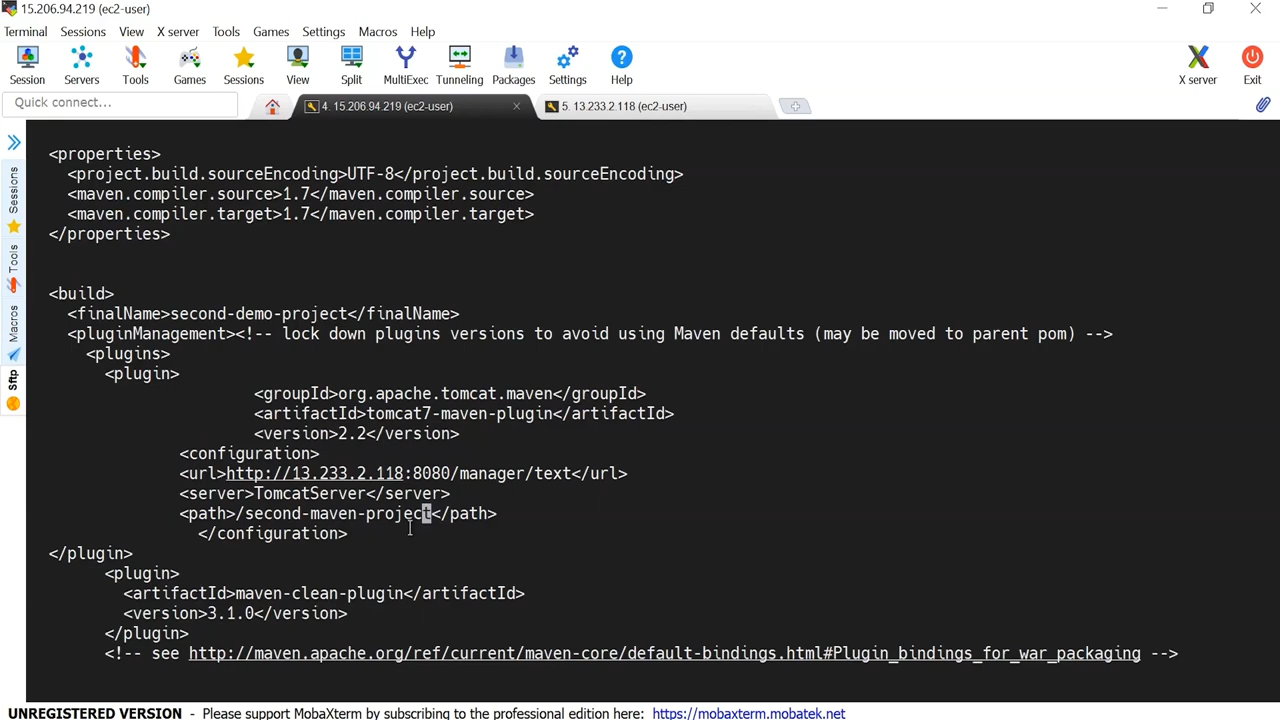 15.206.94.219 (ec2-user)
Terminal Sessions View X server Tools Games Settings Macros Help
Session Servers Tools Games Sessions View Split MultiExec Tunneling Packages Settings Help X server Exit
Quick connect...
4. 15.206.94.219 (ec2-user)
5. 13.233.2.118 (ec2-user)
Sessions
Tools
Macros
Sftp
<properties>
<project.build.sourceEncoding>UTF-8</project.build.sourceEncoding>
<maven.compiler.source>1.7</maven.compiler.source>
<maven.compiler.target>1.7</maven.compiler.target>
</properties>
<build>
<finalName>second-demo-project</finalName>
<pluginManagement><!-- lock down plugins versions to avoid using Maven defaults (may be moved to parent pom) -->
<plugins>
<plugin>
<groupId>org.apache.tomcat.maven</groupId>
<artifactId>tomcat7-maven-plugin</artifactId>
<version>2.2</version>
<configuration>
<url>http://13.233.2.118:8080/manager/text</url>
<server>TomcatServer</server>
<path>/second-maven-project</path>
</configuration>
</plugin>
<plugin>
<artifactId>maven-clean-plugin</artifactId>
<version>3.1.0</version>
</plugin>
<!-- see http://maven.apache.org/ref/current/maven-core/default-bindings.html#Plugin_bindings_for_war_packaging -->
UNREGISTERED VERSION - Please support MobaXterm by subscribing to the professional edition here: https://mobaxterm.mobatek.net